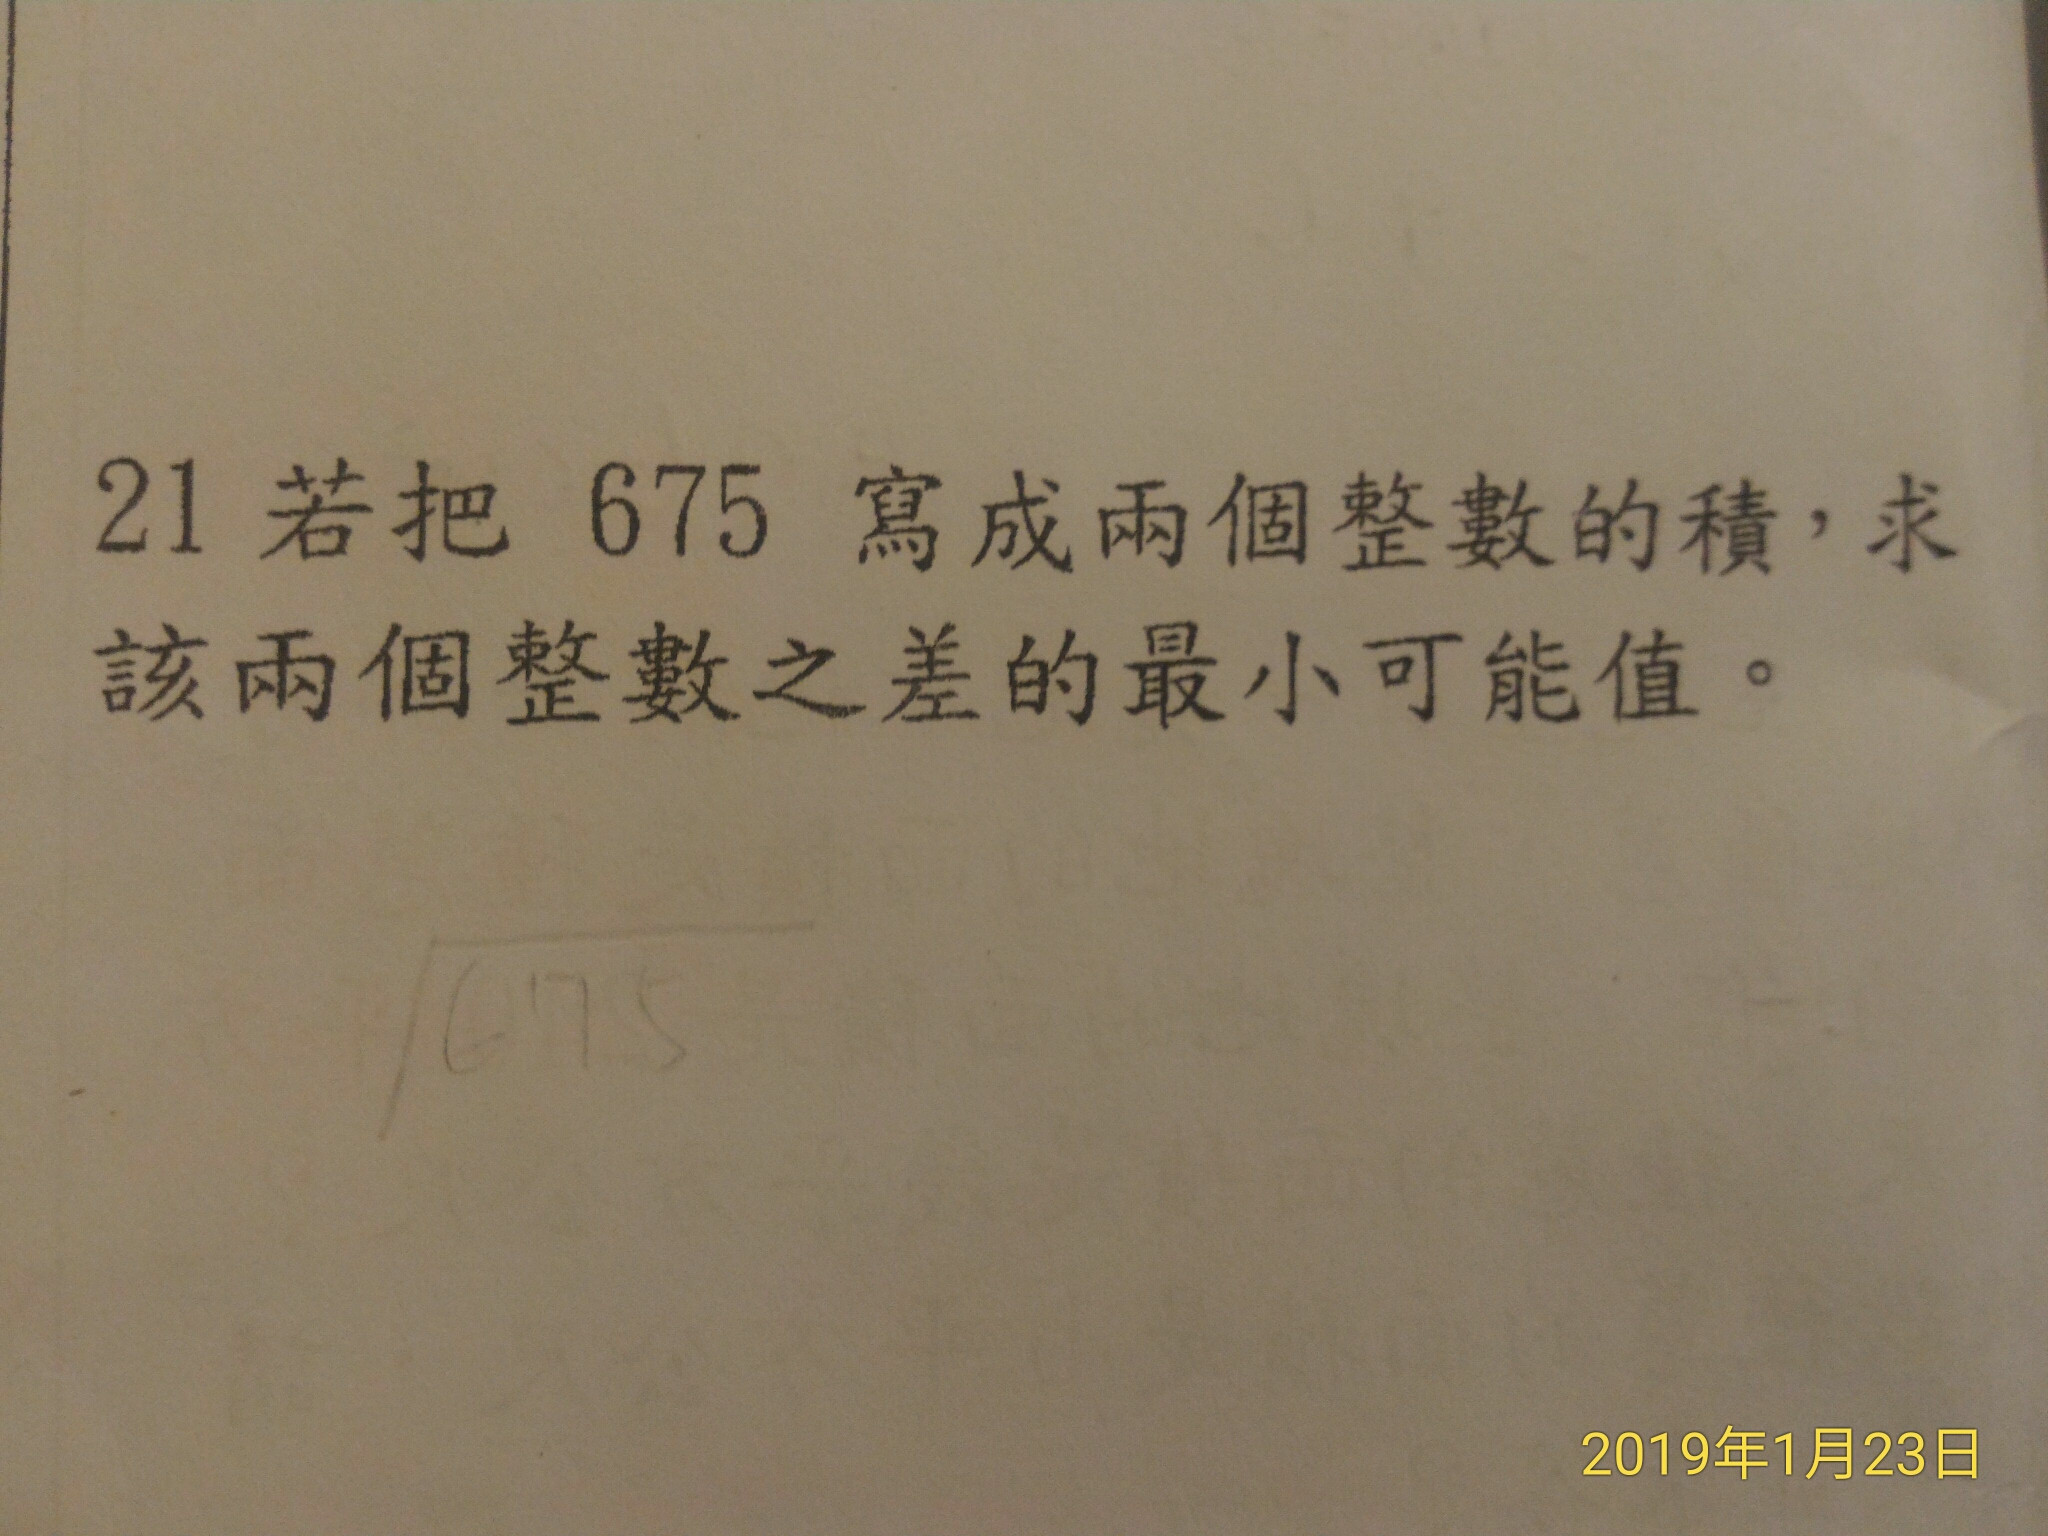 21 若把 675 寫成兩個整數的積，求
該兩個整數之差的最小可能值。
√675
2019年1月23日